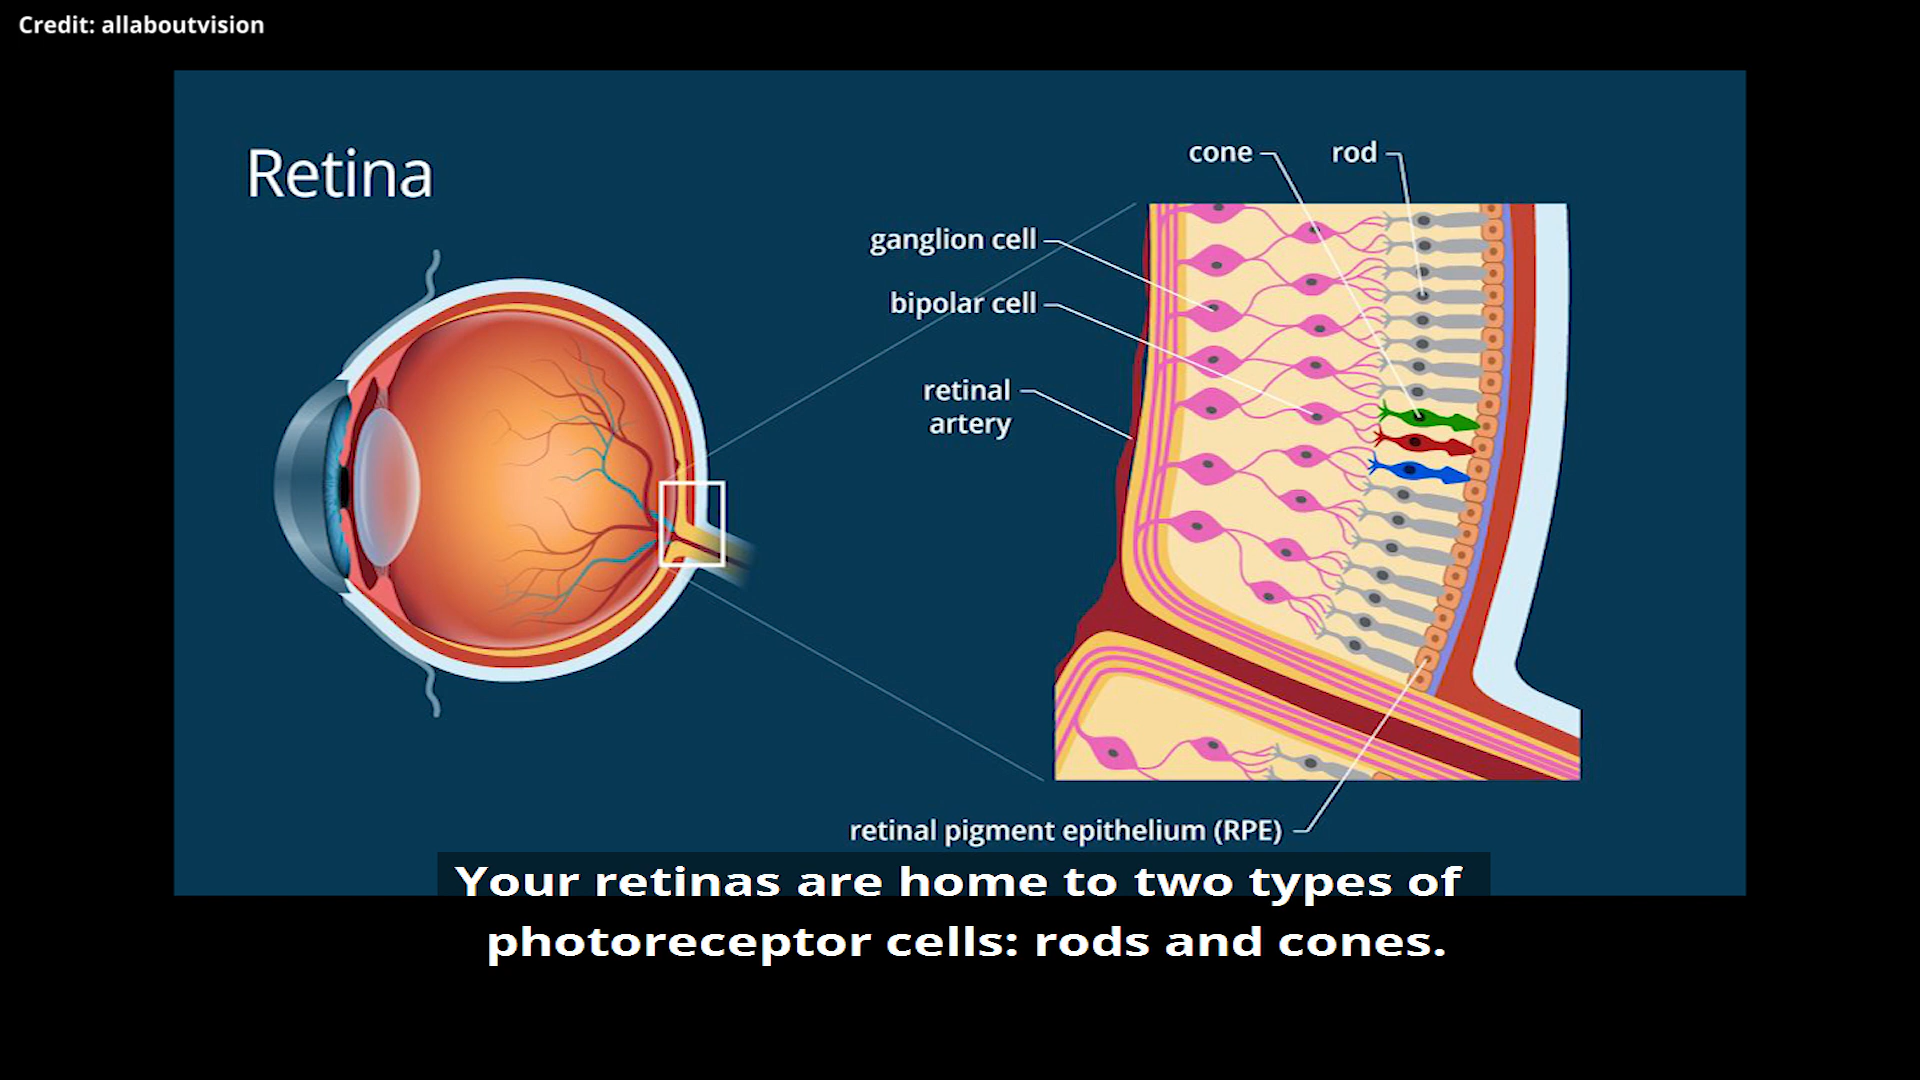 Credit: allaboutvision
Retina
cone
rod
ganglion cell
bipolar cell
retinal
artery
retinal pigment epithelium (RPE)
Your retinas are home to two types of
photoreceptor cells: rods and cones.